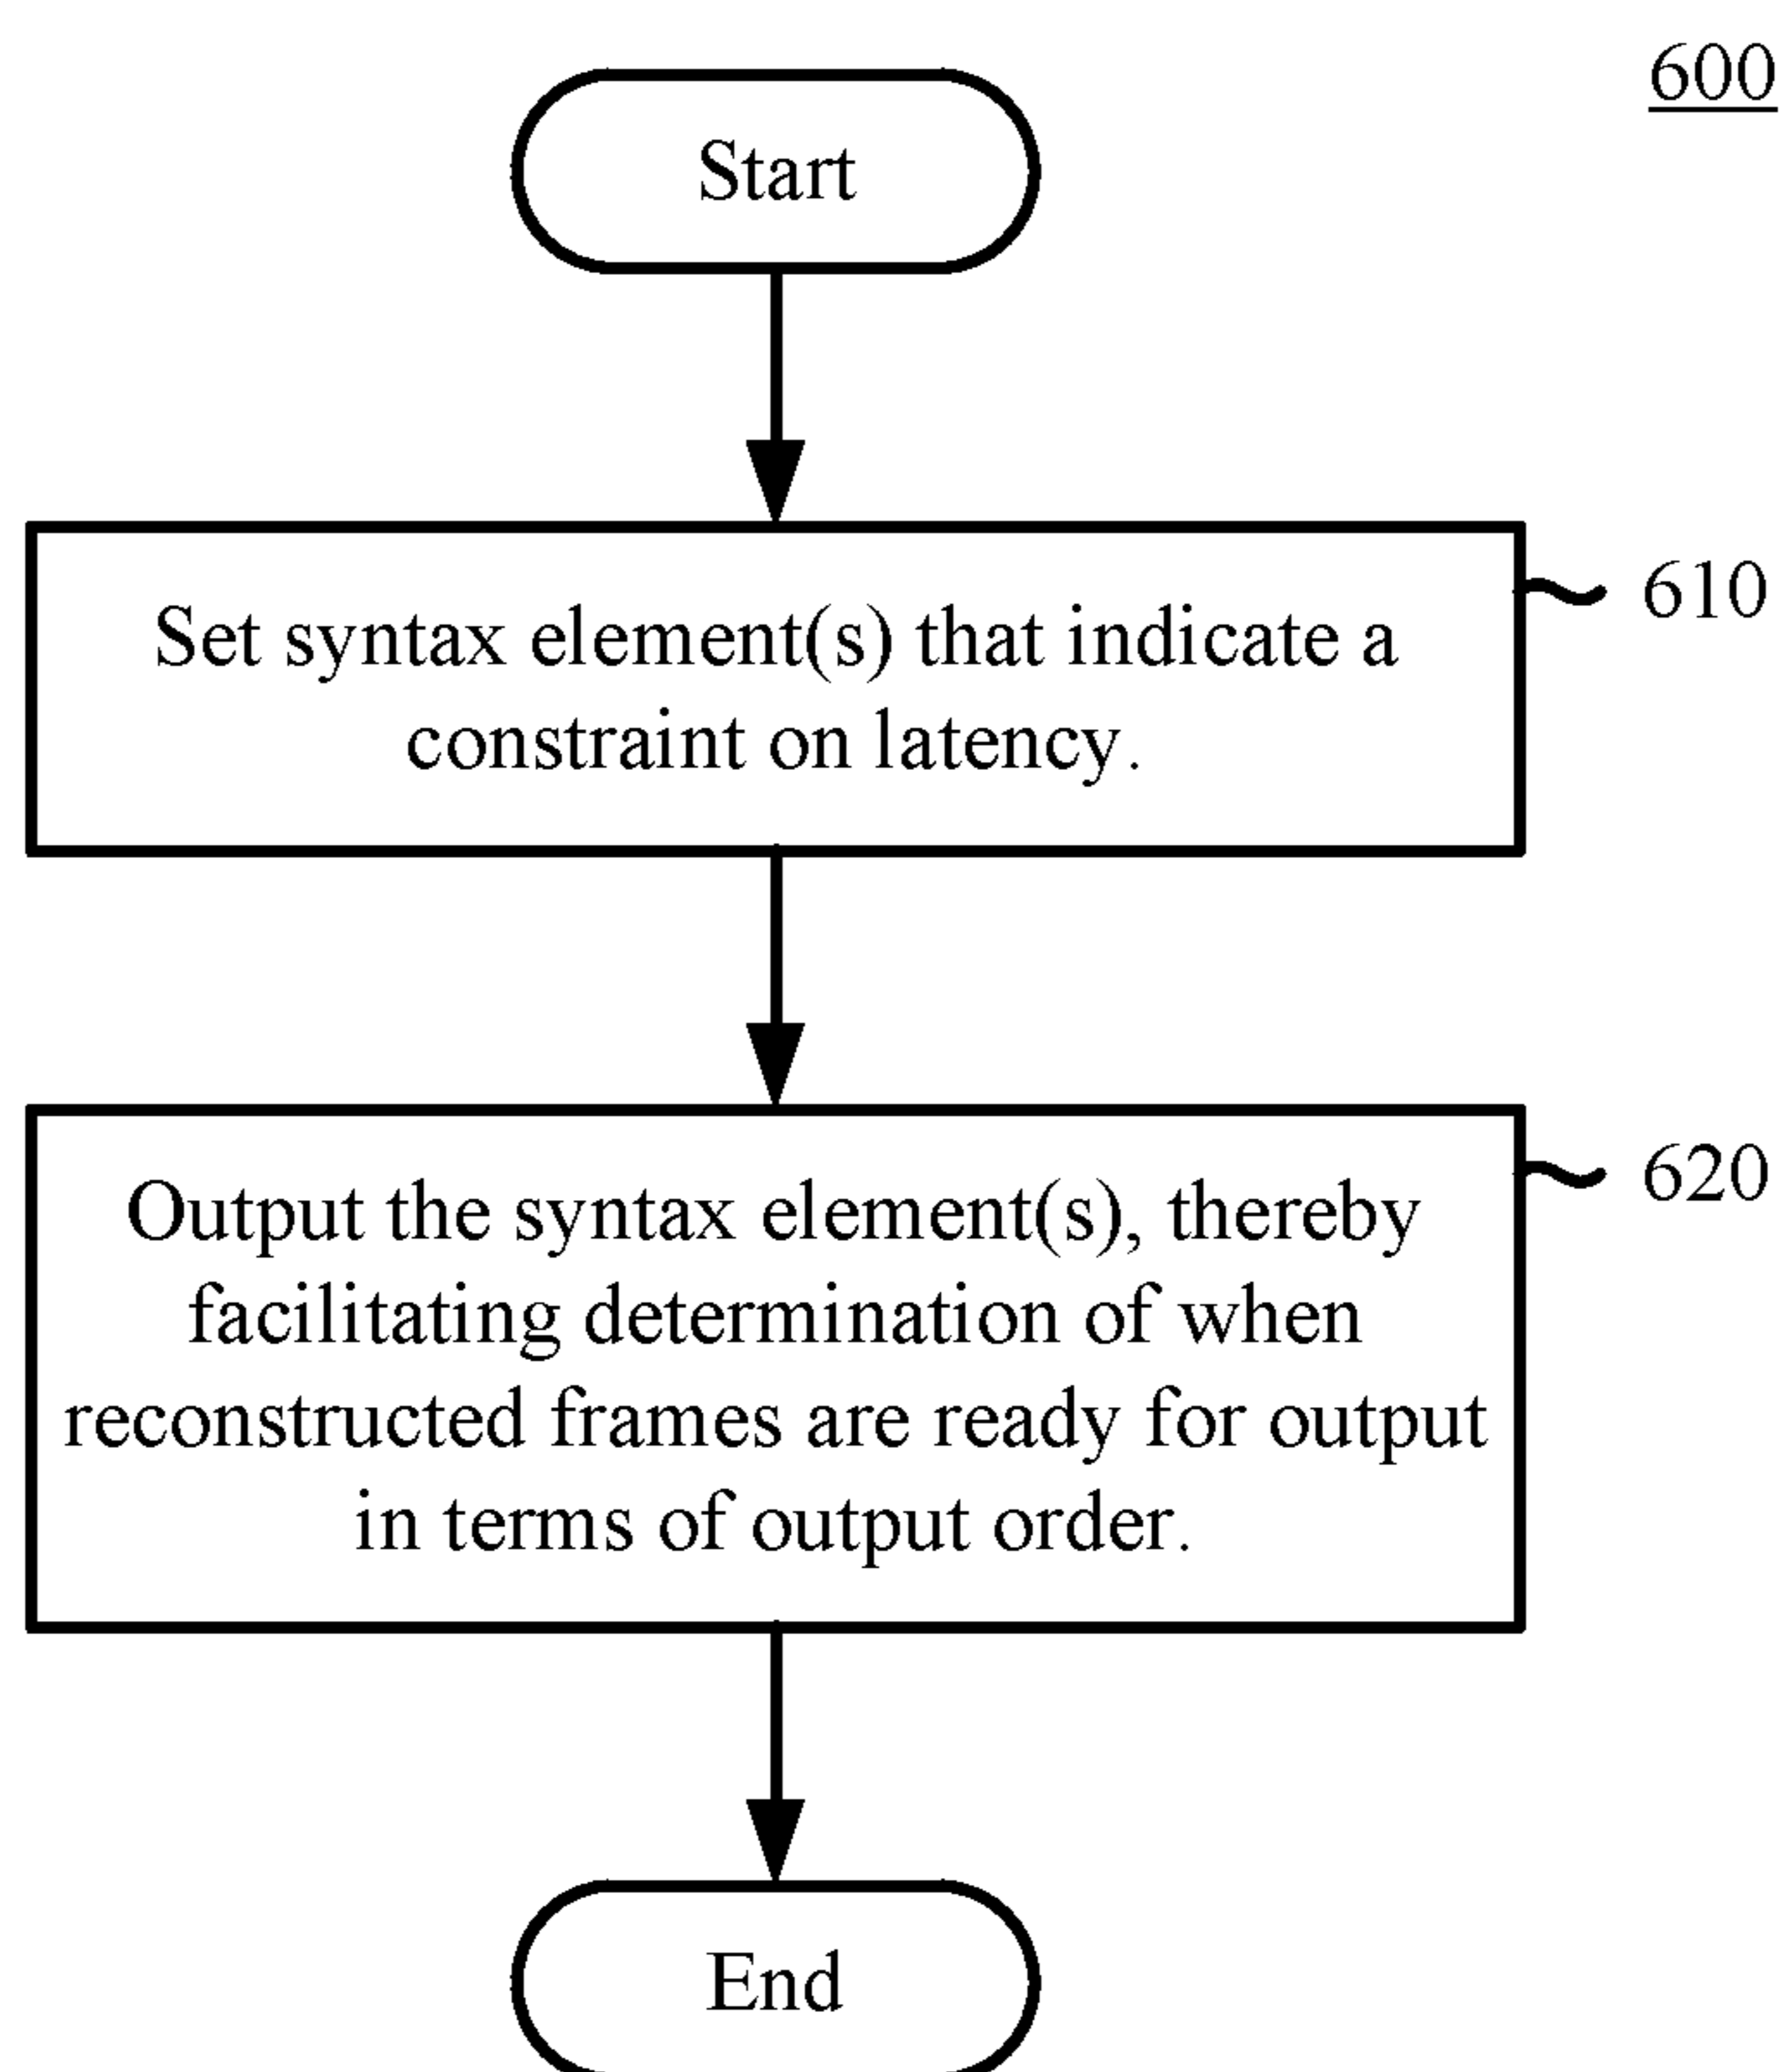 600
Start
Set syntax element(s) that indicate a
constraint on latency.
610
Output the syntax element(s), thereby
facilitating determination of when
reconstructed frames are ready for output
in terms of output order.
620
End